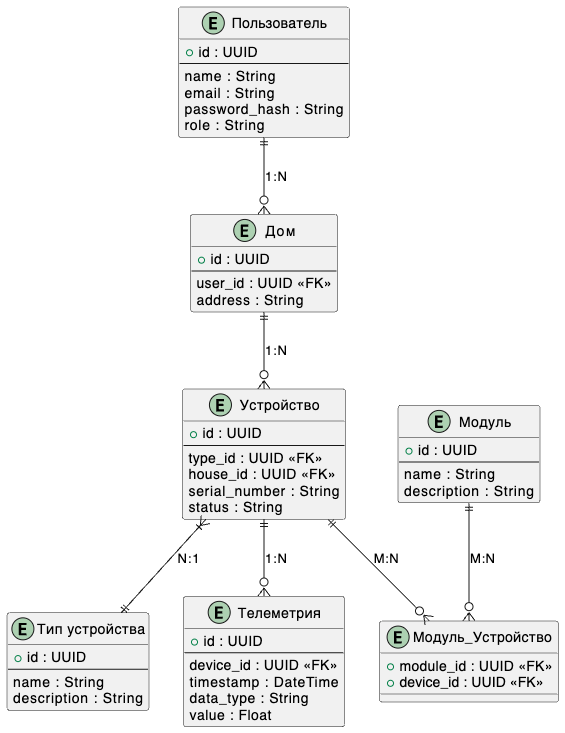 E Пользователь
id : UUID
name : String
email : String
password_hash : String
role : String
1:N
E Дом
id : UUID
user_id : UUID «FK»
address : String
1:N
E Устройство
id : UUID
type_id : UUID «FK»
house_id : UUID «FK»
serial_number : String
status : String
E Модуль
id : UUID
name : String
description : String
N:1
1:N
M:N
M:N
E Тип устройства
id : UUID
name : String
description : String
E Телеметрия
id : UUID
device_id : UUID «FK»
timestamp : DateTime
data_type : String
value : Float
E Модуль_Устройство
module_id : UUID «FK»
device_id : UUID «FK»